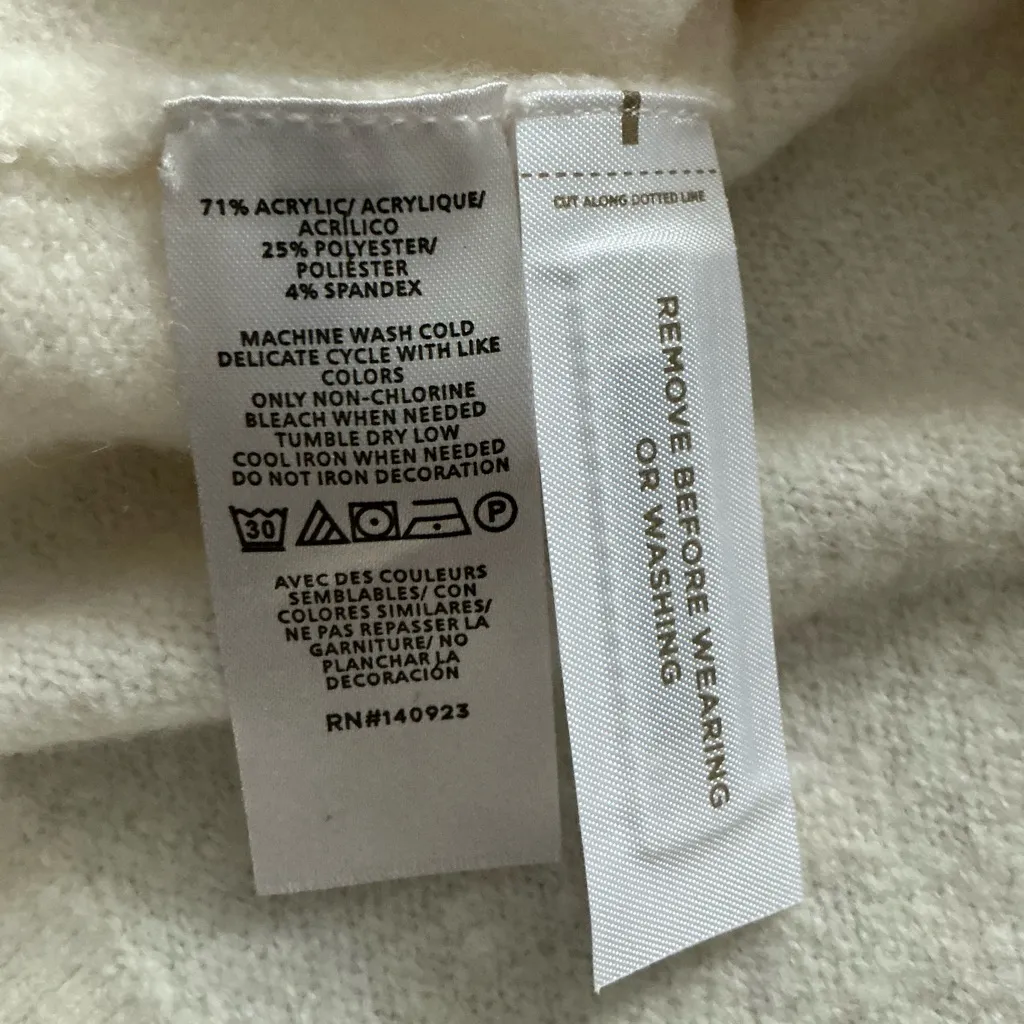 71% ACRYLIC/ ACRYLIQUE/
ACRÍLICO
25% POLYESTER/
POLIÉSTER
4% SPANDEX
MACHINE WASH COLD
DELICATE CYCLE WITH LIKE
COLORS
ONLY NON-CHLORINE
BLEACH WHEN NEEDED
TUMBLE DRY LOW
COOL IRON WHEN NEEDED
DO NOT IRON DECORATION
30
P
AVEC DES COULEURS
SEMBLABLES/ CON
COLORES SIMILARES/
NE PAS REPASSER LA
GARNITURE/ NO
PLANCHAR LA
DECORACIÓN
RN#140923
CUT ALONG DOTTED LINE
REMOVE BEFORE WEARING
OR WASHING